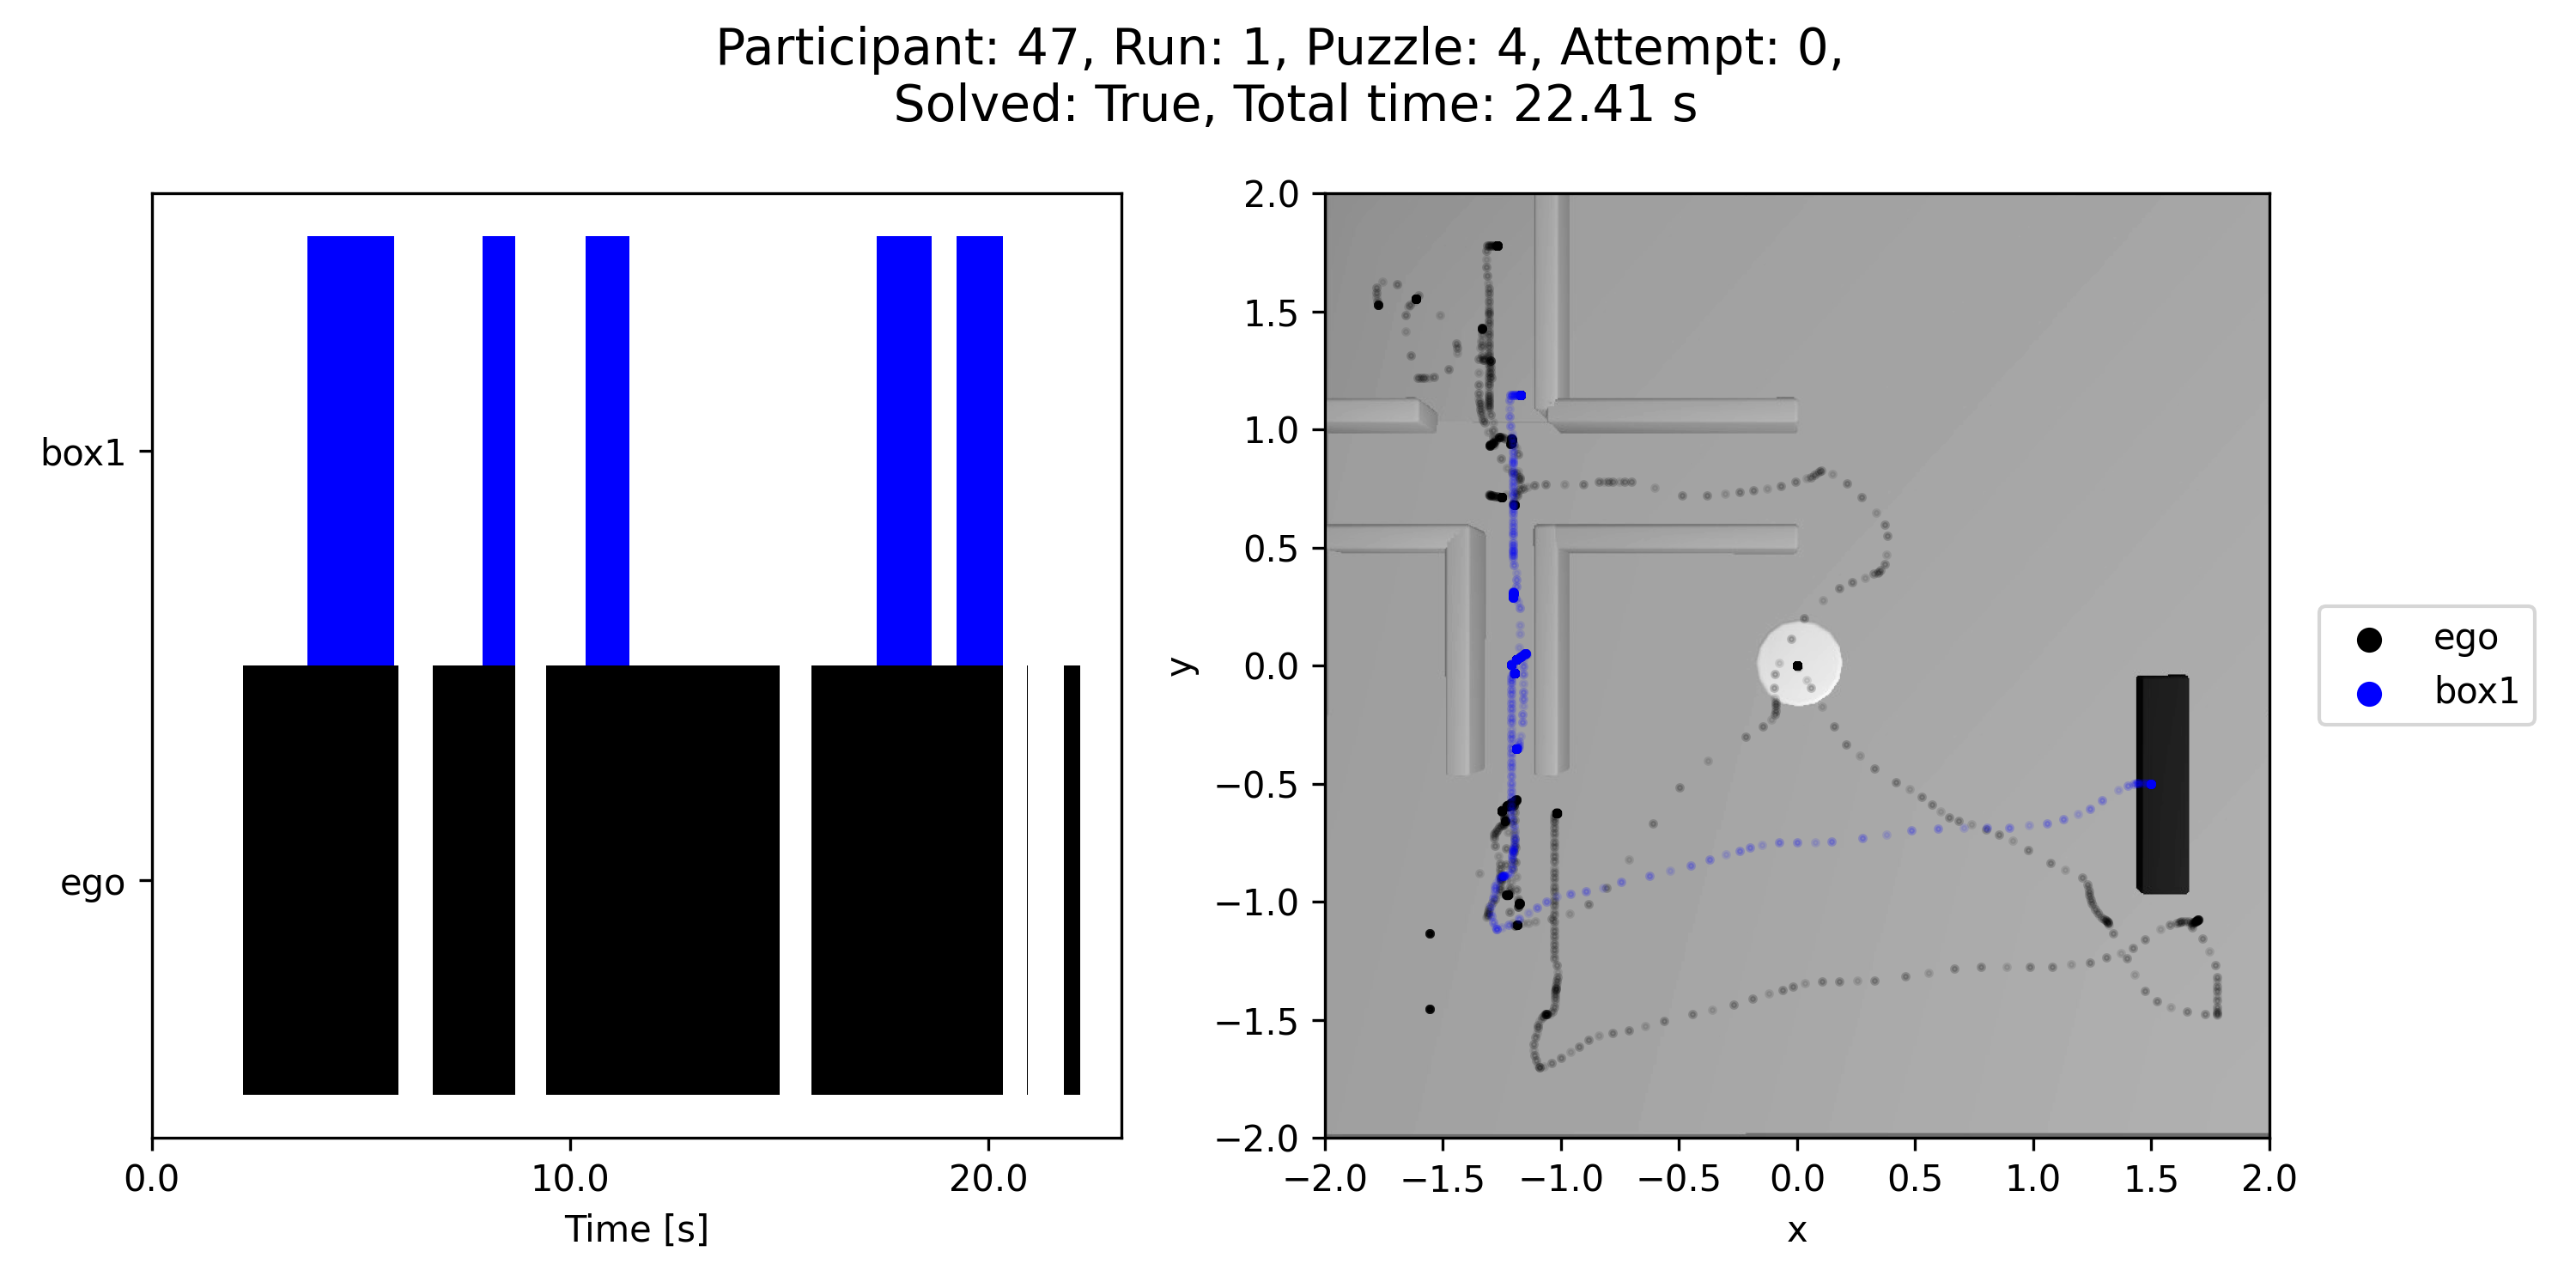 Participant: 47, Run: 1, Puzzle: 4, Attempt: 0,
Solved: True, Total time: 22.41 s
box1
ego
0.0 10.0 20.0
Time [s]
2.0
1.5
1.0
0.5
0.0
−0.5
−1.0
−1.5
−2.0
y
−2.0 −1.5 −1.0 −0.5 0.0 0.5 1.0 1.5 2.0
x
ego
box1